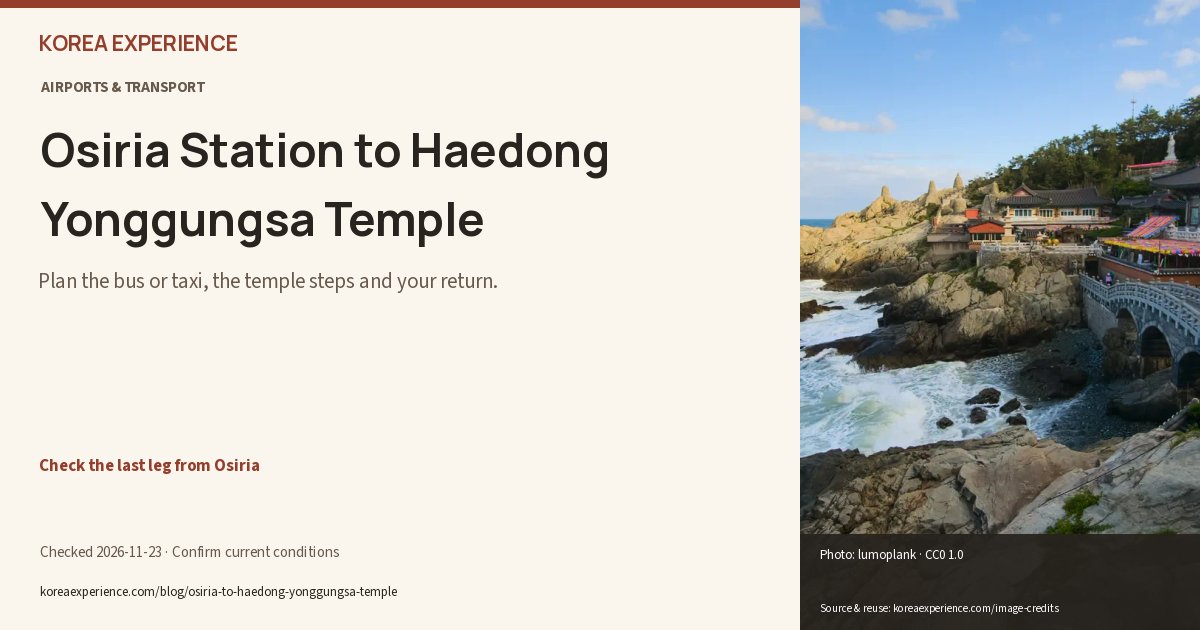 KOREA EXPERIENCE
AIRPORTS & TRANSPORT
Osiria Station to Haedong
Yonggungsa Temple
Plan the bus or taxi, the temple steps and your return.
Check the last leg from Osiria
Checked 2026-11-23 · Confirm current conditions
koreaexperience.com/blog/osiria-to-haedong-yonggungsa-temple
Photo: lumoplank · CC0 1.0
Source & reuse: koreaexperience.com/image-credits